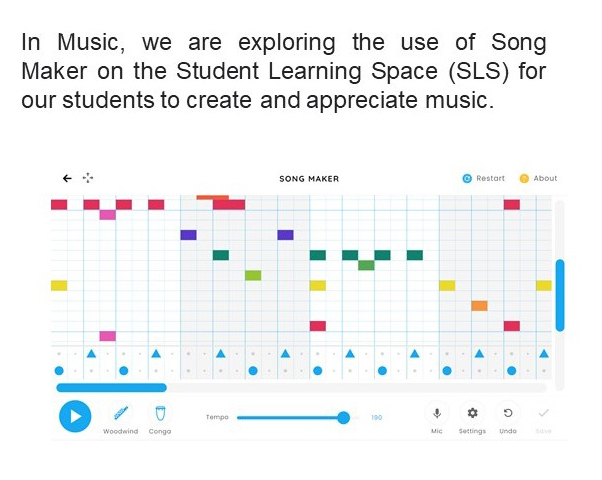 In Music, we are exploring the use of Song
Maker on the Student Learning Space (SLS) for
our students to create and appreciate music.
SONG MAKER
Restart
About
Tempo
190
Woodwind
Conga
Mic
Settings
Undo
Save